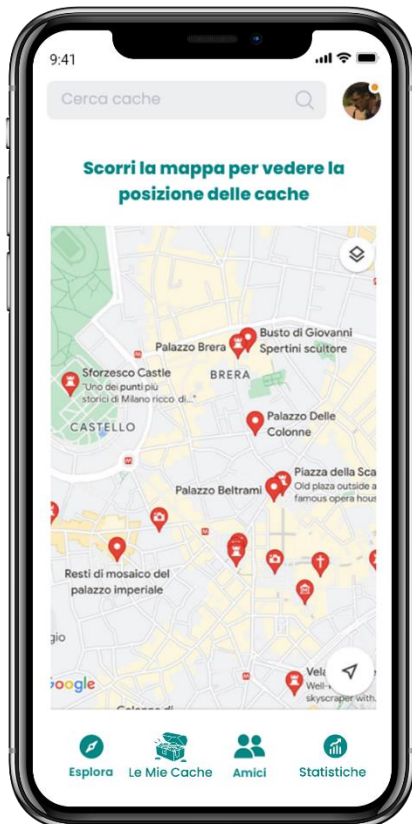 9:41
Cerca cache
Scorri la mappa per vedere la
posizione delle cache
Busto di Giovanni
Palazzo Brera
Spertini scultore
Sforzesco Castle
"Uno dei punti più
storici di Milano ricco di..."
BRERA
CASTELLO
Palazzo Delle
Colonne
Piazza della Sca
Palazzo Beltrami
Old plaza outside a
famous opera hous
Resti di mosaico del
palazzo imperiale
gio
Google
Vela
Well-
skyscraper with.
Esplora
Le Mie Cache
Amici
Statistiche